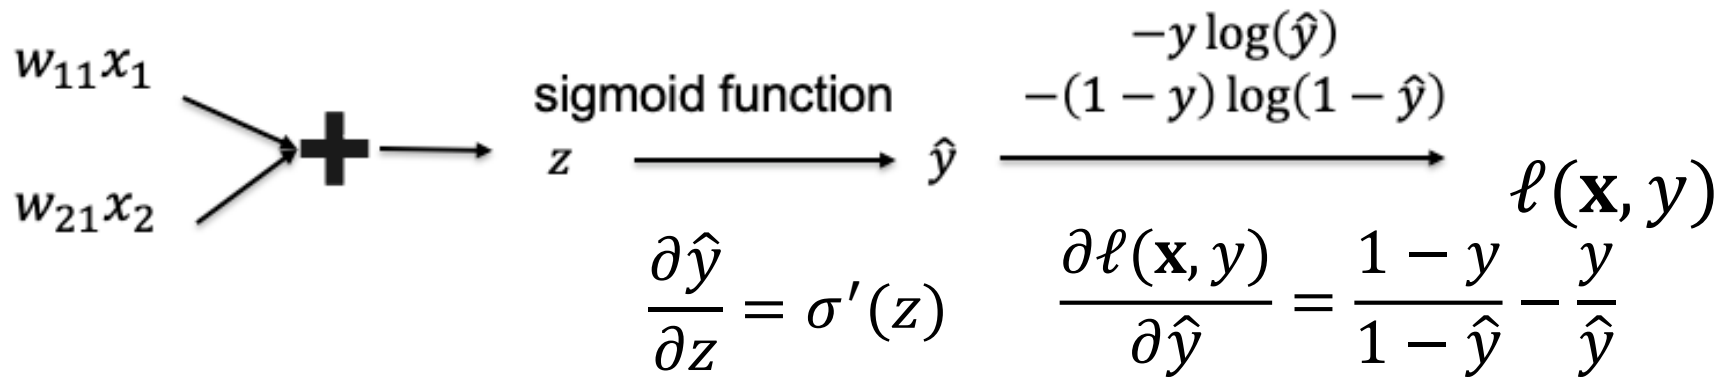 w₁₁x₁
w₂₁x₂
+
sigmoid function
z
ŷ
−y log(ŷ)
−(1 − y) log(1 − ŷ)
ℓ(𝐱, y)
∂ŷ/∂z = σ′(z)
∂ℓ(𝐱, y)/∂ŷ = (1 − y)/(1 − ŷ) − y/ŷ